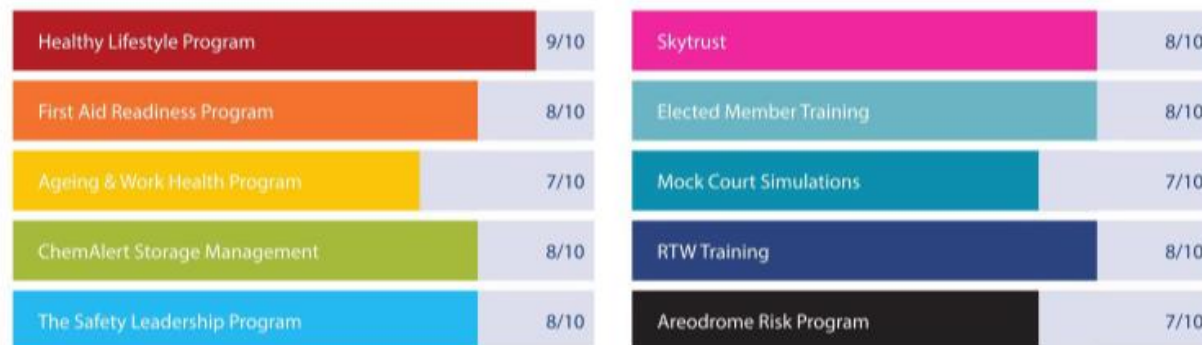 Healthy Lifestyle Program 9/10
First Aid Readiness Program 8/10
Ageing & Work Health Program 7/10
ChemAlert Storage Management 8/10
The Safety Leadership Program 8/10
Skytrust 8/10
Elected Member Training 8/10
Mock Court Simulations 7/10
RTW Training 8/10
Areodrome Risk Program 7/10